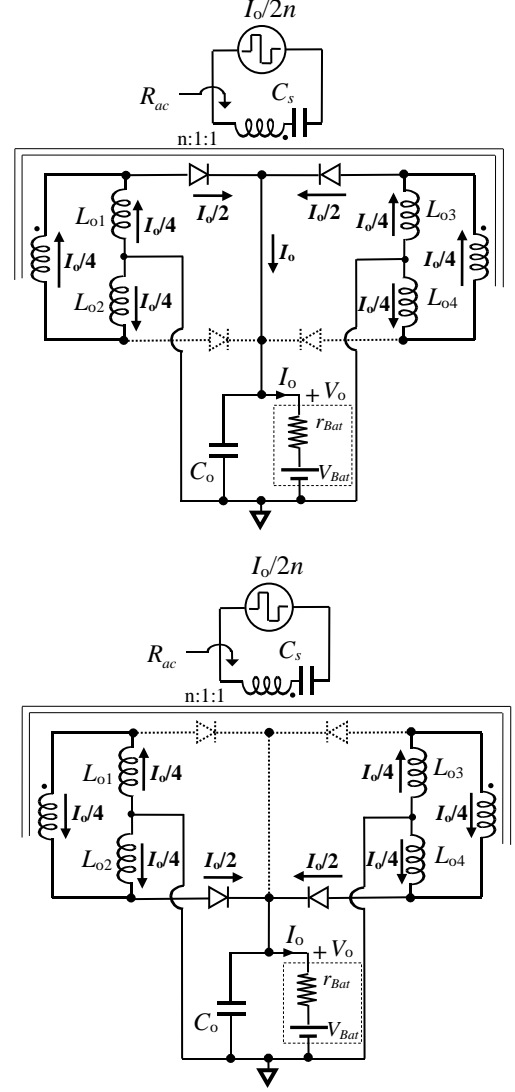 Io/2n
Cs
Rac
n:1:1
Io/2 Io/2
Lo1 Io/4 Io/4 Lo3
Io/4 Io Io/4
Lo2 Io/4 Io/4 Lo4
Io + Vo
rBat
Co VBat
Io/2n
Cs
Rac
n:1:1
Lo1 Io/4 Io/4 Lo3
Io/4 Io/4
Lo2 Io/4 Io/2 Io/2 Io/4 Lo4
Io + Vo
rBat
Co VBat